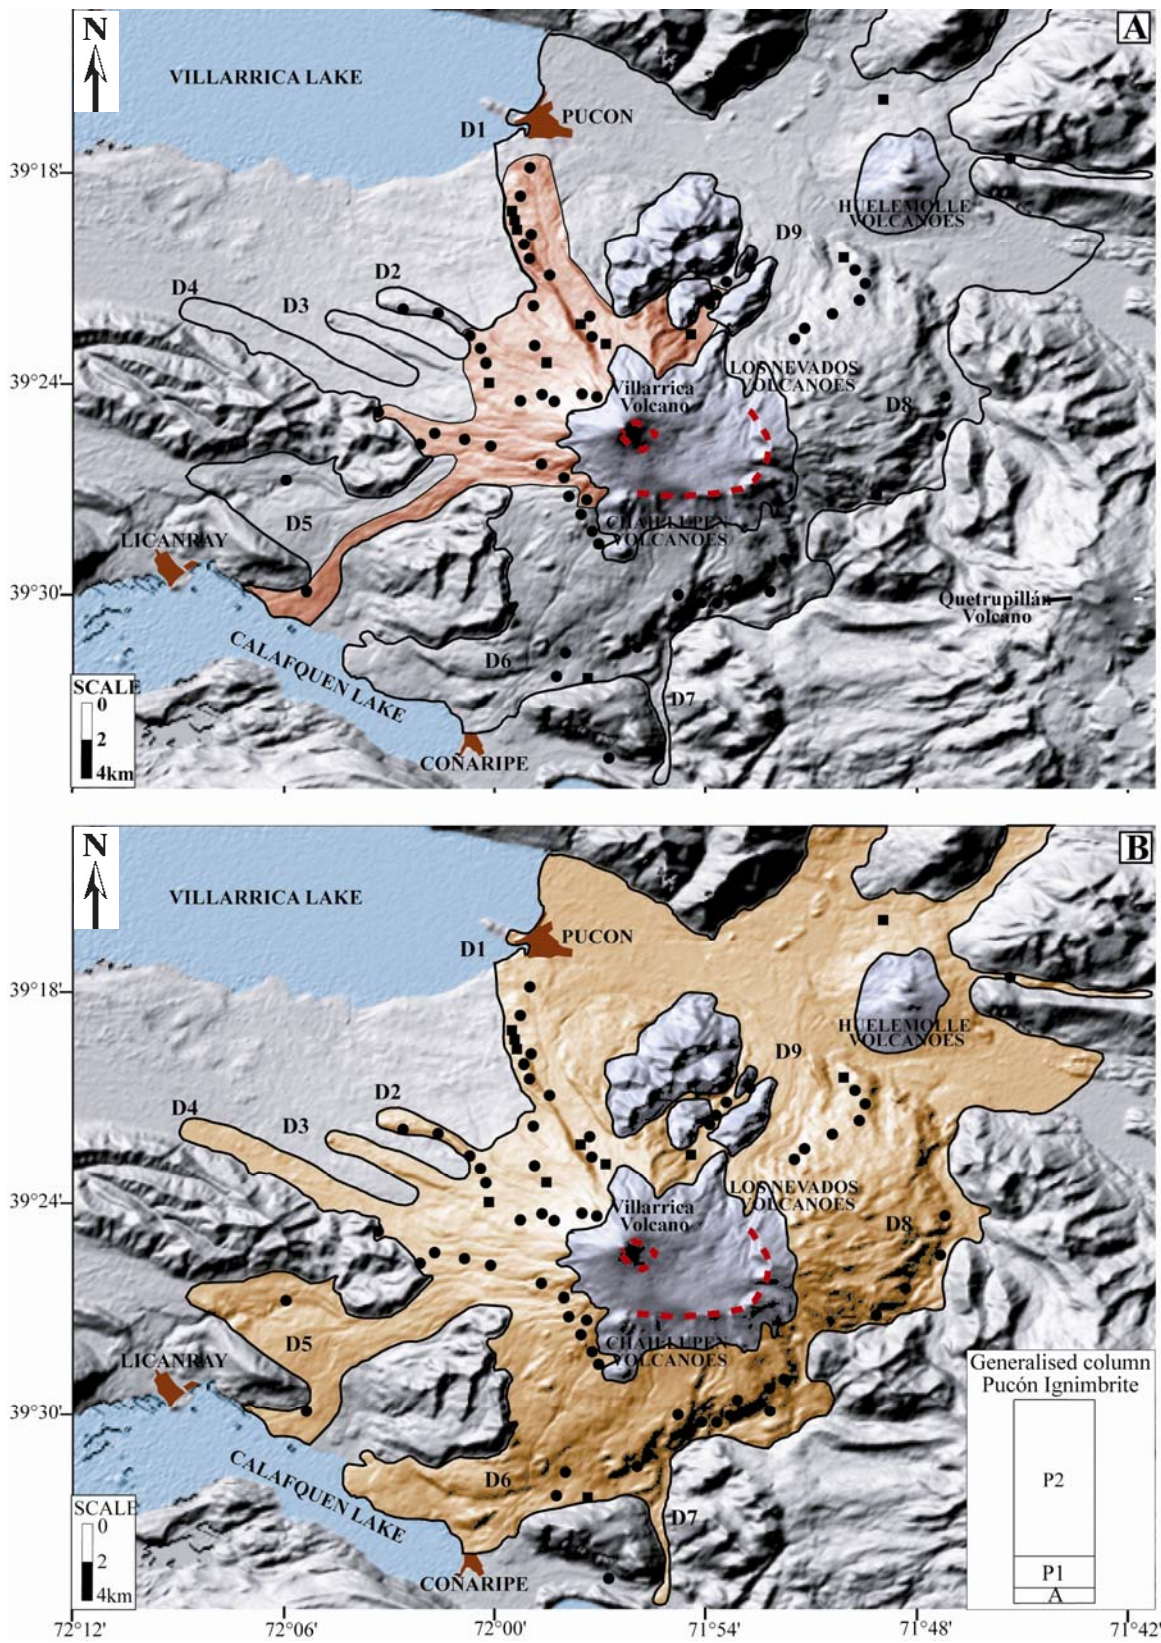 N
A
VILLARRICA LAKE
D1
PUCON
39°18'
HUELEMOLLE
VOLCANOES
D9
D2
D4
D3
39°24'
LOS NEVADOS
VOLCANOES
Villarrica
Volcano
D8
D5
CHAILLUPEN
VOLCANOES
LICANRAY
39°30'
Quetrupillán
Volcano
CALAFQUEN LAKE
D6
D7
SCALE
0
2
4km
COÑARIPE
N
B
VILLARRICA LAKE
D1
PUCON
39°18'
HUELEMOLLE
VOLCANOES
D9
D2
D4
D3
39°24'
LOS NEVADOS
VOLCANOES
Villarrica
Volcano
D8
D5
CHAILLUPEN
VOLCANOES
LICANRAY
Generalised column
Pucón Ignimbrite
39°30'
CALAFQUEN LAKE
D6
P2
D7
SCALE
0
2
4km
COÑARIPE
P1
A
72°12'
72°06'
72°00'
71°54'
71°48'
71°42'